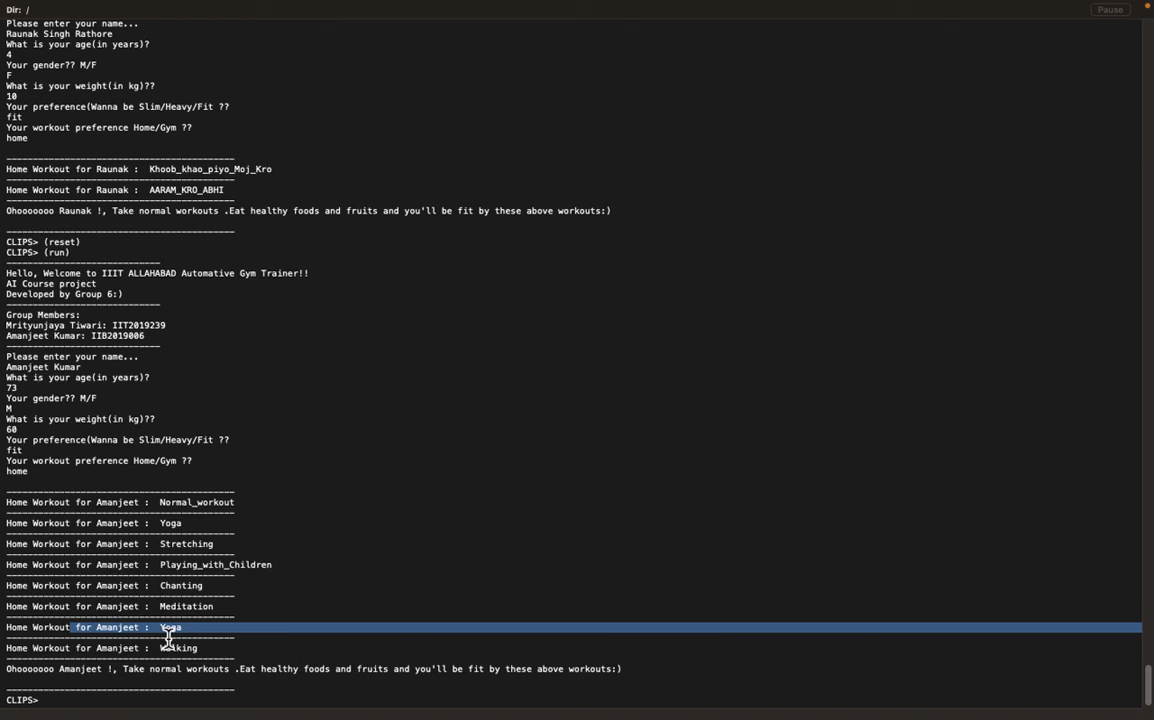 Dir: /
Pause
Please enter your name...
Raunak Singh Rathore
What is your age(in years)?
4
Your gender?? M/F
F
What is your weight(in kg)??
10
Your preference(Wanna be Slim/Heavy/Fit ??
fit
Your workout preference Home/Gym ??
home
Home Workout for Raunak :  Khoob_khao_piyo_Moj_Kro
Home Workout for Raunak :  AARAM_KRO_ABHI
Ohooooooo Raunak !, Take normal workouts .Eat healthy foods and fruits and you'll be fit by these above workouts:)
CLIPS> (reset)
CLIPS> (run)
Hello, Welcome to IIIT ALLAHABAD Automative Gym Trainer!!
AI Course project
Developed by Group 6:)
Group Members:
Mrityunjaya Tiwari: IIT2019239
Amanjeet Kumar: IIB2019006
Please enter your name...
Amanjeet Kumar
What is your age(in years)?
73
Your gender?? M/F
M
What is your weight(in kg)??
60
Your preference(Wanna be Slim/Heavy/Fit ??
fit
Your workout preference Home/Gym ??
home
Home Workout for Amanjeet :  Normal_workout
Home Workout for Amanjeet :  Yoga
Home Workout for Amanjeet :  Stretching
Home Workout for Amanjeet :  Playing_with_Children
Home Workout for Amanjeet :  Chanting
Home Workout for Amanjeet :  Meditation
Home Workout for Amanjeet :  Yoga
Home Workout for Amanjeet :  Walking
Ohooooooo Amanjeet !, Take normal workouts .Eat healthy foods and fruits and you'll be fit by these above workouts:)
CLIPS>